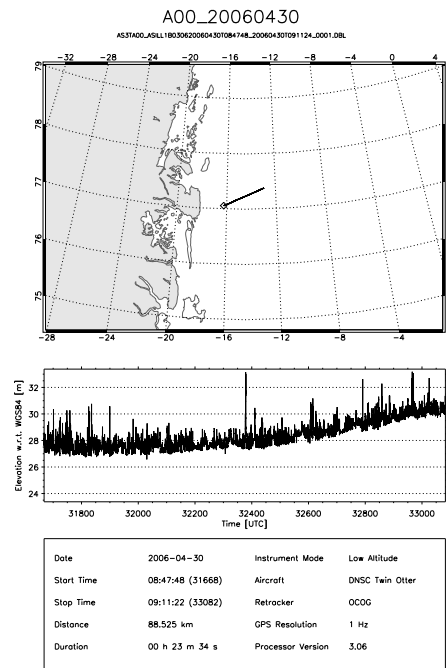 A00_20060430
AS3TA00_ASILL1B030620060430T084748_20060430T091124_0001.DBL
-32 -28 -24 -20 -16 -12 -8 -4 0 4
79
78
77
76
75
-28 -24 -20 -16 -12 -8 -4
Elevation w.r.t. WGS84 [m]
32
30
28
26
24
31800 32000 32200 32400 32600 32800 33000
Time [UTC]
Date 2006-04-30 Instrument Mode Low Altitude
Start Time 08:47:48 (31668) Aircraft DNSC Twin Otter
Stop Time 09:11:22 (33082) Retracker OCOG
Distance 88.525 km GPS Resolution 1 Hz
Duration 00 h 23 m 34 s Processor Version 3.06